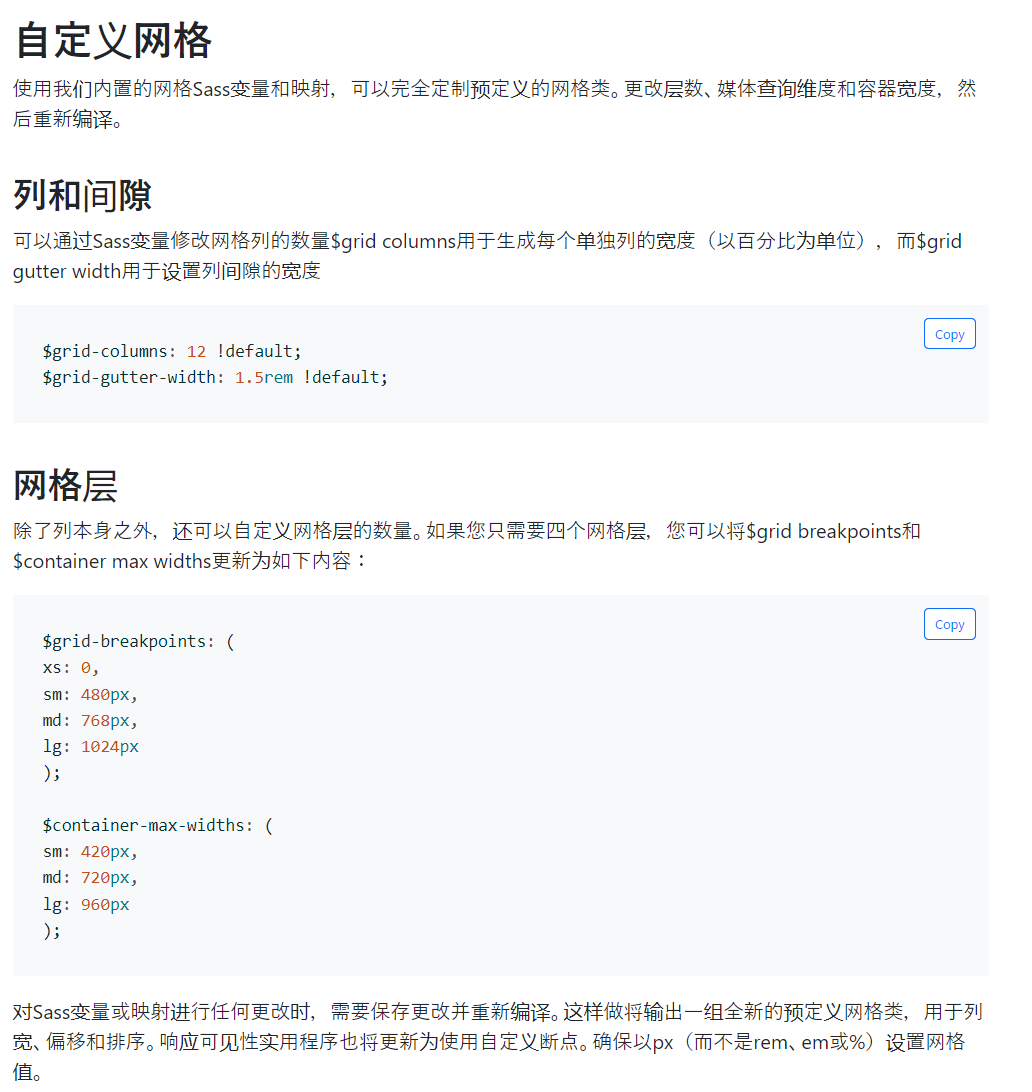 自定义网格
使用我们内置的网格Sass变量和映射，可以完全定制预定义的网格类。更改层数、媒体查询维度和容器宽度，然
后重新编译。
列和间隙
可以通过Sass变量修改网格列的数量$grid columns用于生成每个单独列的宽度（以百分比为单位），而$grid
gutter width用于设置列间隙的宽度
Copy
$grid-columns: 12 !default;
$grid-gutter-width: 1.5rem !default;
网格层
除了列本身之外，还可以自定义网格层的数量。如果您只需要四个网格层，您可以将$grid breakpoints和
$container max widths更新为如下内容：
Copy
$grid-breakpoints: (
xs: 0,
sm: 480px,
md: 768px,
lg: 1024px
);
$container-max-widths: (
sm: 420px,
md: 720px,
lg: 960px
);
对Sass变量或映射进行任何更改时，需要保存更改并重新编译。这样做将输出一组全新的预定义网格类，用于列
宽、偏移和排序。响应可见性实用程序也将更新为使用自定义断点。确保以px（而不是rem、em或%）设置网格
值。